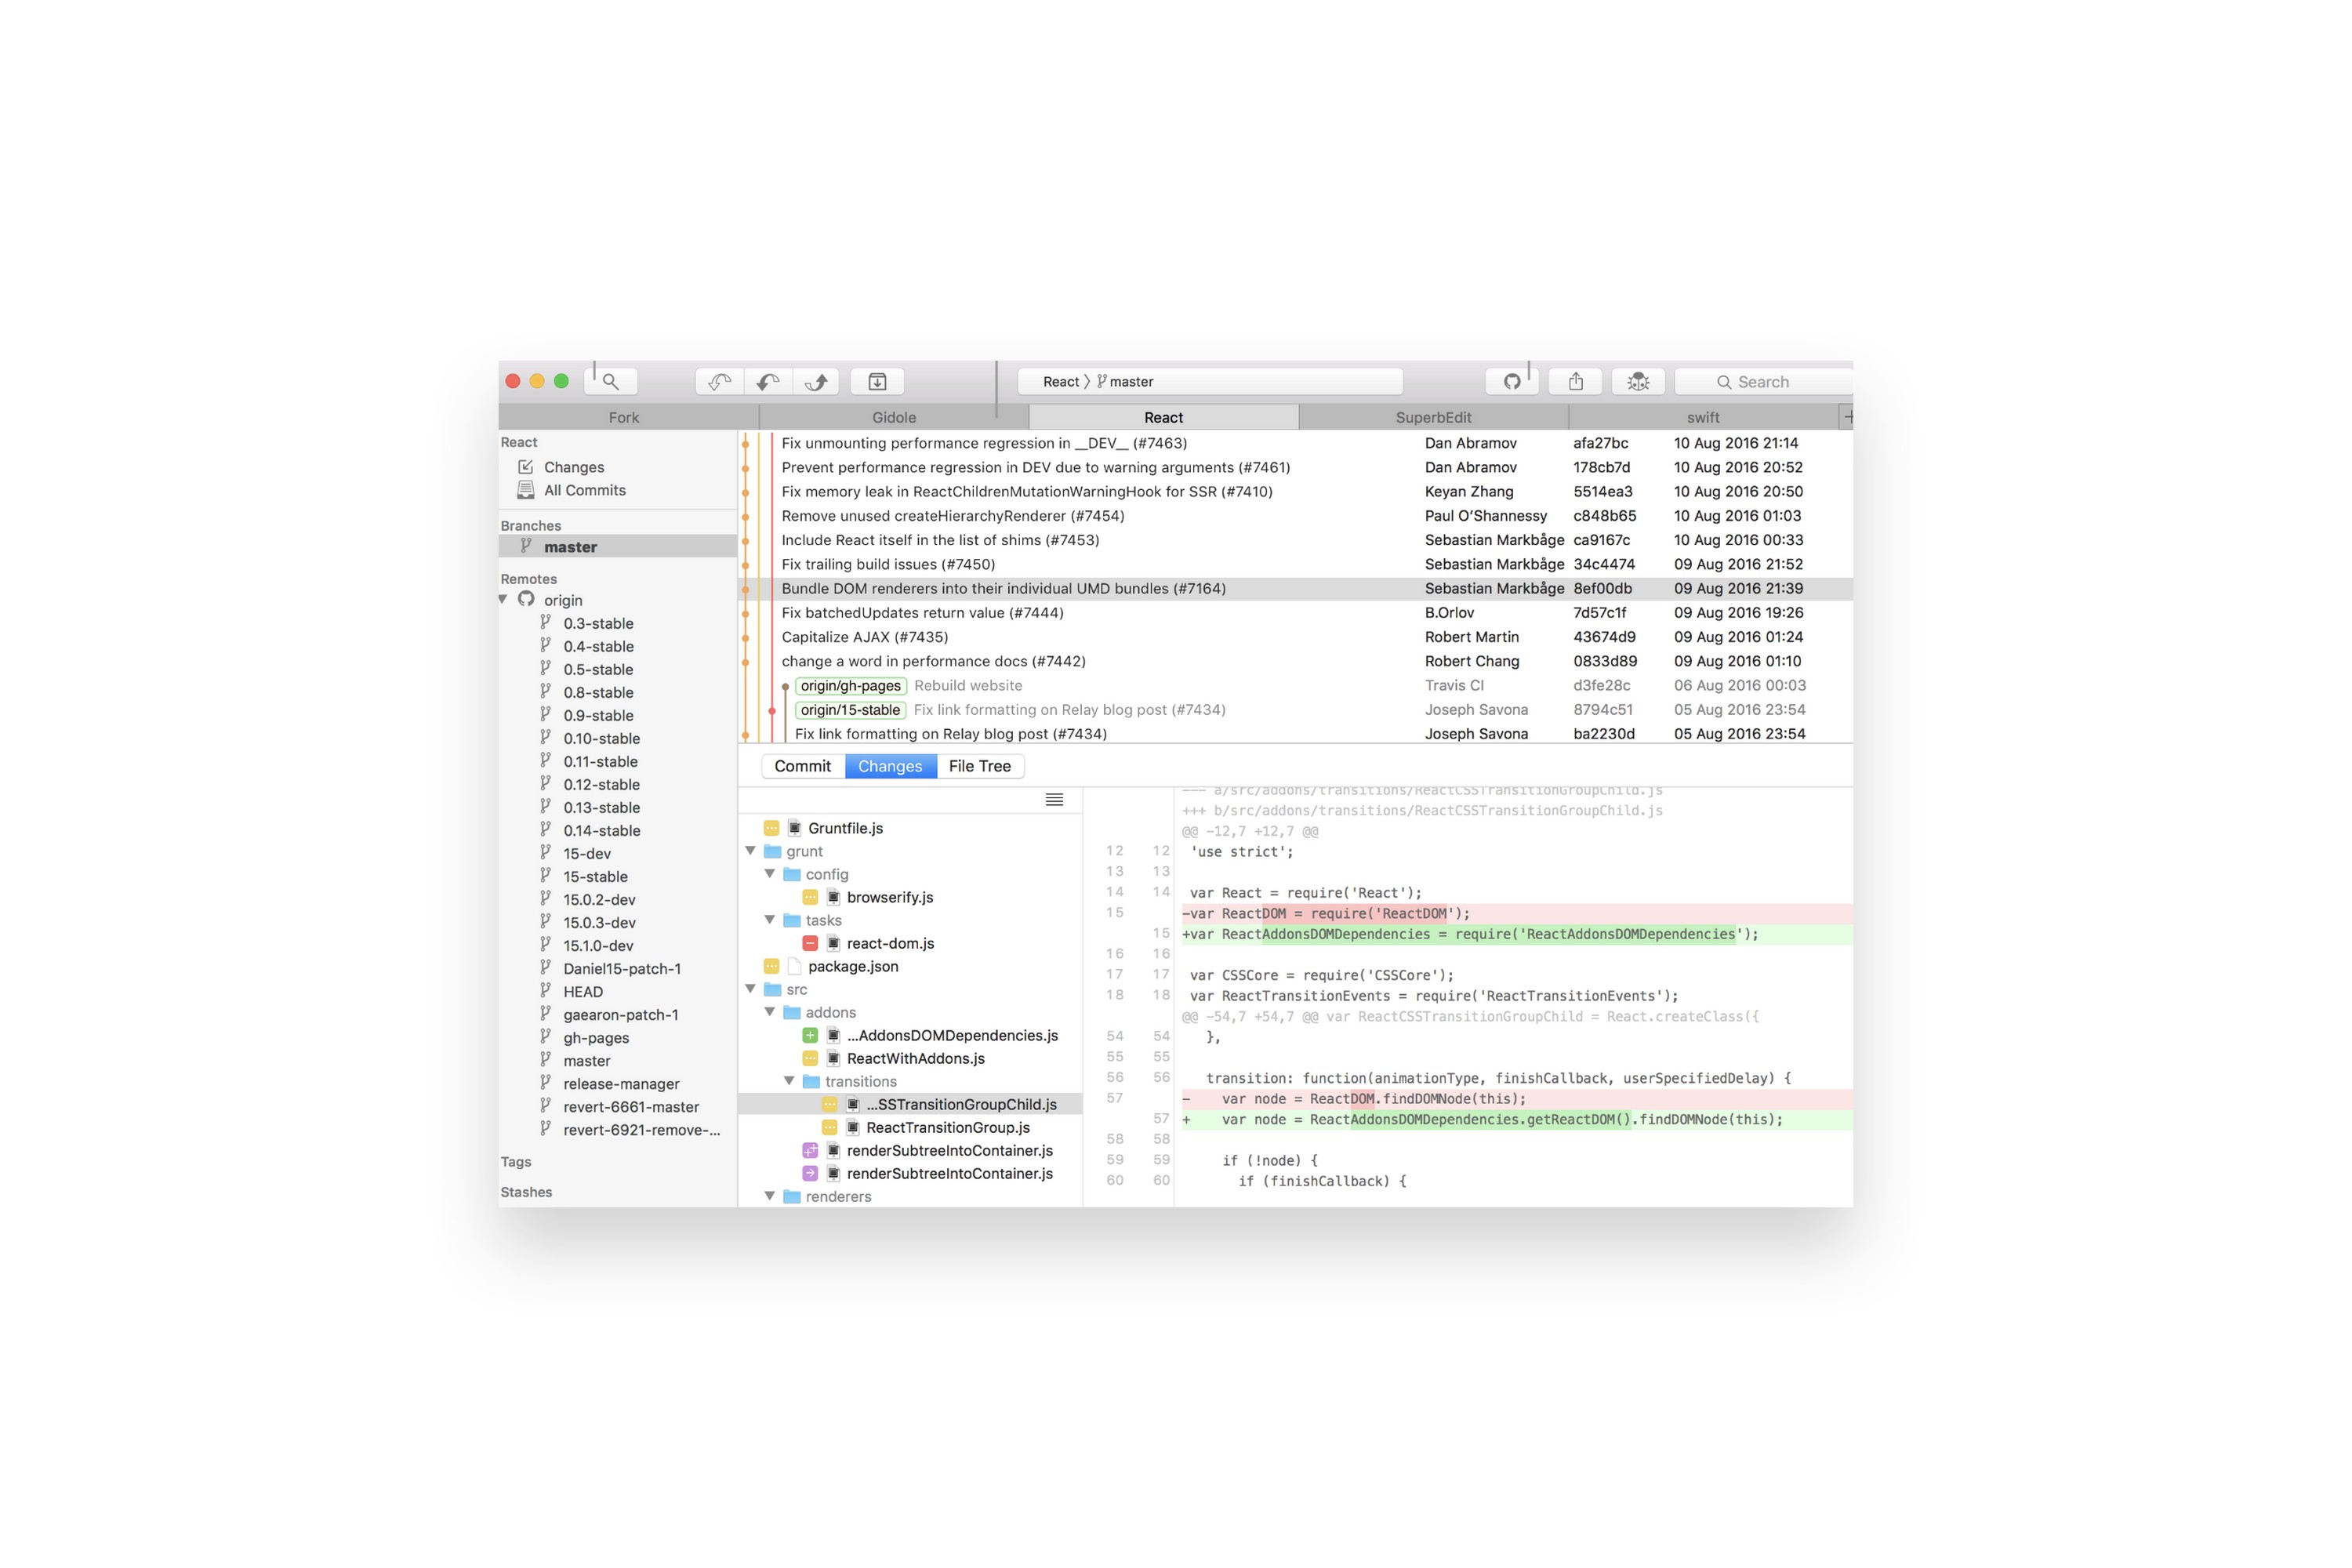 React 〉 master
Search
Fork
Gidole
React
SuperbEdit
swift
React
Changes
All Commits
Branches
master
Remotes
origin
0.3-stable
0.4-stable
0.5-stable
0.8-stable
0.9-stable
0.10-stable
0.11-stable
0.12-stable
0.13-stable
0.14-stable
15-dev
15-stable
15.0.2-dev
15.0.3-dev
15.1.0-dev
Daniel15-patch-1
HEAD
gaearon-patch-1
gh-pages
master
release-manager
revert-6661-master
revert-6921-remove-...
Tags
Stashes
Fix unmounting performance regression in __DEV__ (#7463) Dan Abramov afa27bc 10 Aug 2016 21:14
Prevent performance regression in DEV due to warning arguments (#7461) Dan Abramov 178cb7d 10 Aug 2016 20:52
Fix memory leak in ReactChildrenMutationWarningHook for SSR (#7410) Keyan Zhang 5514ea3 10 Aug 2016 20:50
Remove unused createHierarchyRenderer (#7454) Paul O’Shannessy c848b65 10 Aug 2016 01:03
Include React itself in the list of shims (#7453) Sebastian Markbåge ca9167c 10 Aug 2016 00:33
Fix trailing build issues (#7450) Sebastian Markbåge 34c4474 09 Aug 2016 21:52
Bundle DOM renderers into their individual UMD bundles (#7164) Sebastian Markbåge 8ef00db 09 Aug 2016 21:39
Fix batchedUpdates return value (#7444) B.Orlov 7d57c1f 09 Aug 2016 19:26
Capitalize AJAX (#7435) Robert Martin 43674d9 09 Aug 2016 01:24
change a word in performance docs (#7442) Robert Chang 0833d89 09 Aug 2016 01:10
origin/gh-pages Rebuild website Travis CI d3fe28c 06 Aug 2016 00:03
origin/15-stable Fix link formatting on Relay blog post (#7434) Joseph Savona 8794c51 05 Aug 2016 23:54
Fix link formatting on Relay blog post (#7434) Joseph Savona ba2230d 05 Aug 2016 23:54
Commit Changes File Tree
Gruntfile.js
grunt
config
browserify.js
tasks
react-dom.js
package.json
src
addons
...AddonsDOMDependencies.js
ReactWithAddons.js
transitions
...SSTransitionGroupChild.js
ReactTransitionGroup.js
renderSubtreeIntoContainer.js
renderSubtreeIntoContainer.js
renderers
--- a/src/addons/transitions/ReactCSSTransitionGroupChild.js
+++ b/src/addons/transitions/ReactCSSTransitionGroupChild.js
@@ -12,7 +12,7 @@
12 12 'use strict';
13 13
14 14 var React = require('React');
15 -var ReactDOM = require('ReactDOM');
15 +var ReactAddonsDOMDependencies = require('ReactAddonsDOMDependencies');
16 16
17 17 var CSSCore = require('CSSCore');
18 18 var ReactTransitionEvents = require('ReactTransitionEvents');
@@ -54,7 +54,7 @@ var ReactCSSTransitionGroupChild = React.createClass({
54 54 },
55 55
56 56 transition: function(animationType, finishCallback, userSpecifiedDelay) {
57 - var node = ReactDOM.findDOMNode(this);
57 + var node = ReactAddonsDOMDependencies.getReactDOM().findDOMNode(this);
58 58
59 59 if (!node) {
60 60 if (finishCallback) {